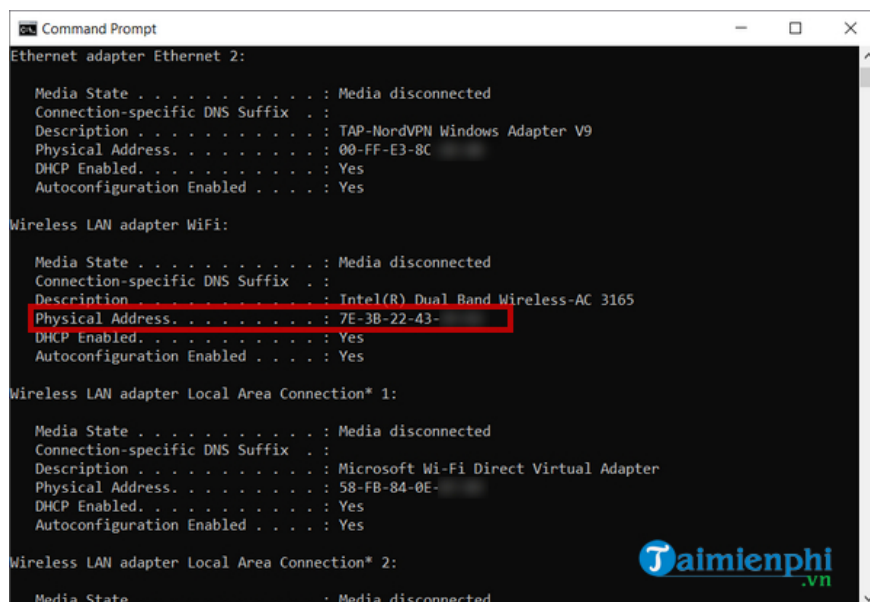 Command Prompt
Ethernet adapter Ethernet 2:
Media State . . . . . . . . . . . : Media disconnected
Connection-specific DNS Suffix  . :
Description . . . . . . . . . . . : TAP-NordVPN Windows Adapter V9
Physical Address. . . . . . . . . : 00-FF-E3-8C
DHCP Enabled. . . . . . . . . . . : Yes
Autoconfiguration Enabled . . . . : Yes
Wireless LAN adapter WiFi:
Media State . . . . . . . . . . . : Media disconnected
Connection-specific DNS Suffix  . :
Description . . . . . . . . . . . : Intel(R) Dual Band Wireless-AC 3165
Physical Address. . . . . . . . . : 7E-3B-22-43-
DHCP Enabled. . . . . . . . . . . : Yes
Autoconfiguration Enabled . . . . : Yes
Wireless LAN adapter Local Area Connection* 1:
Media State . . . . . . . . . . . : Media disconnected
Connection-specific DNS Suffix  . :
Description . . . . . . . . . . . : Microsoft Wi-Fi Direct Virtual Adapter
Physical Address. . . . . . . . . : 58-FB-84-0E-
DHCP Enabled. . . . . . . . . . . : Yes
Autoconfiguration Enabled . . . . : Yes
Wireless LAN adapter Local Area Connection* 2:
Media State . . . . . . . . . . . : Media disconnected
Taimienphi
.vn